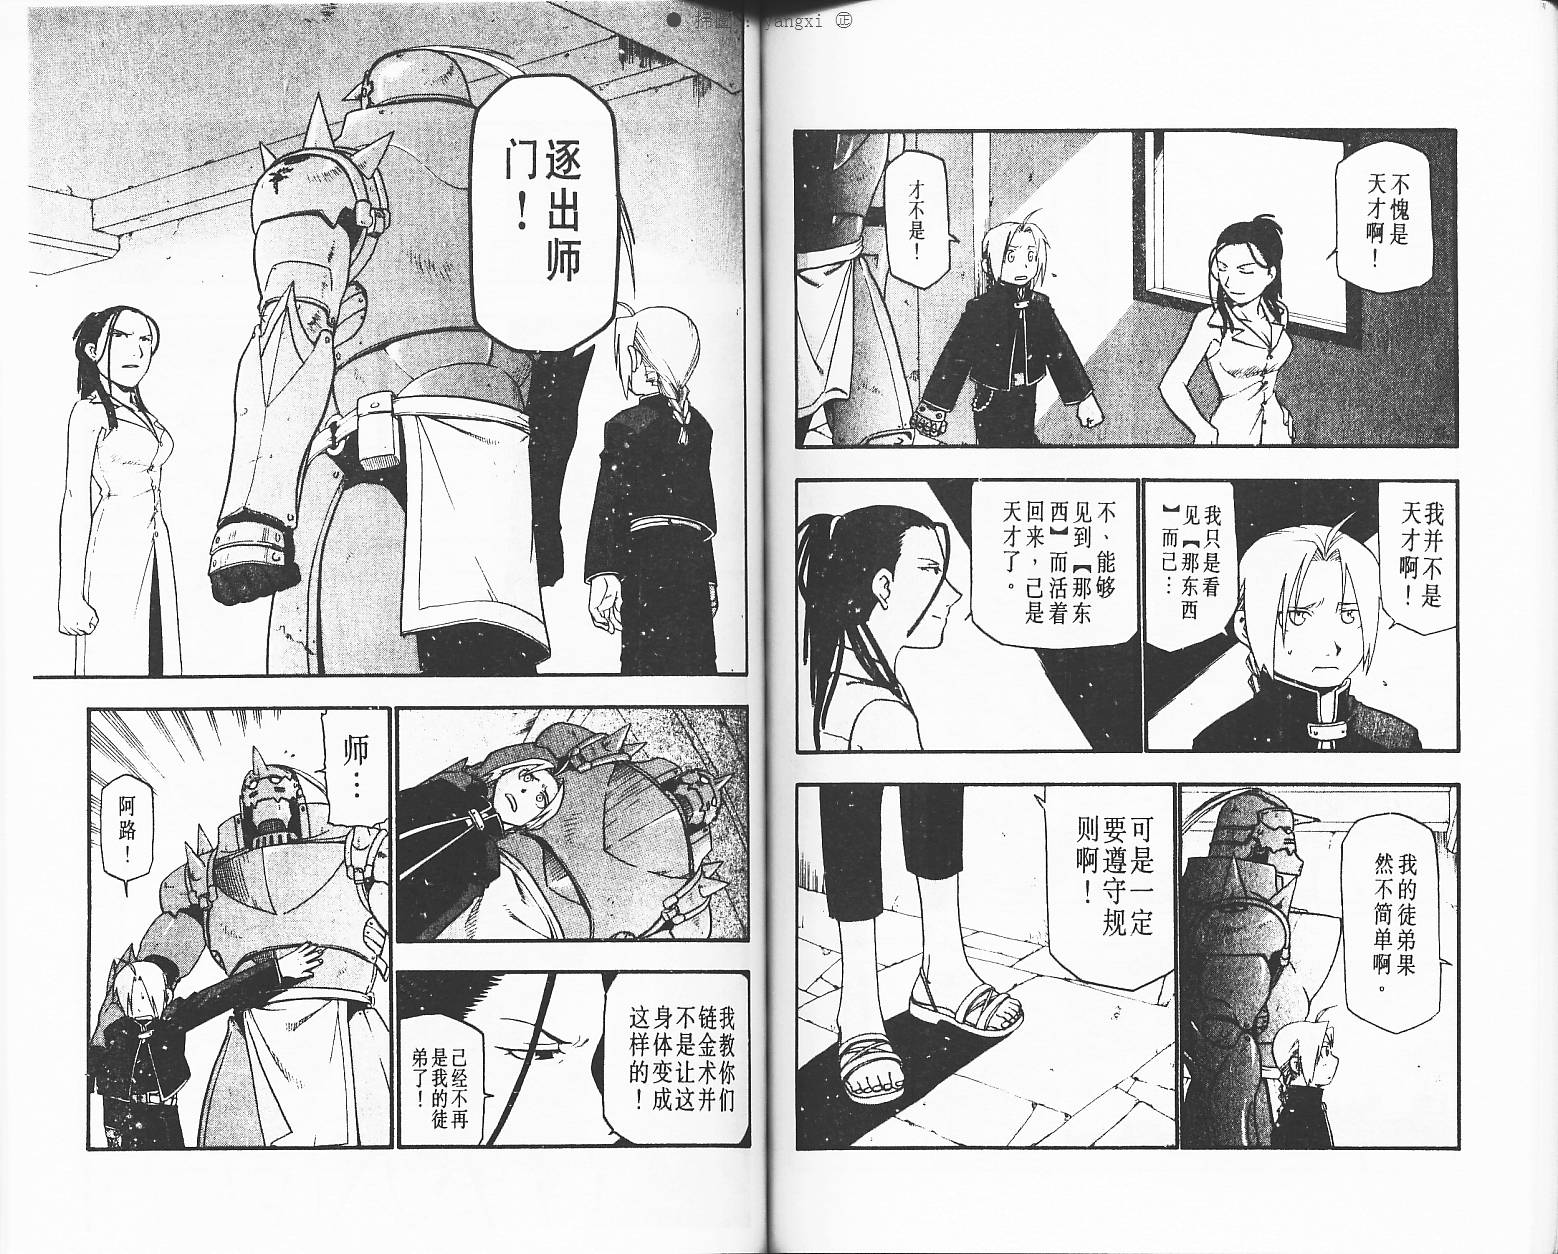 不愧是
天才啊！
才不是！
我并不是
天才啊！
我只是看
见【那东西
】而己…
不、能够
见到【那东
西】而活着
回来，己是
天才了。
我的徒弟果
然不简单啊。
可是一定
要遵守规
则啊！
逐出师
门！
师…
阿路！
我教你们
链金术并
不是让这
身体变成
这样的！
己经不再
是我的徒
弟了！
yangxi ㊣